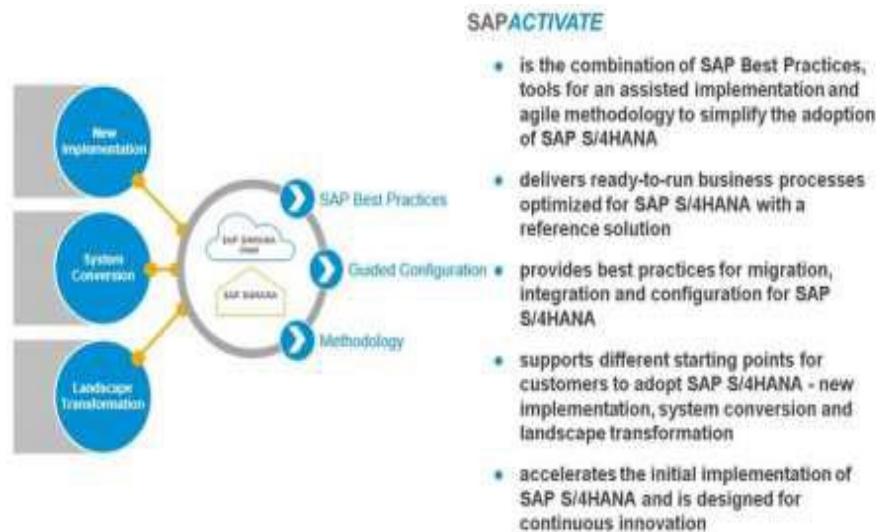 New
Implementation
System
Conversion
Landscape
Transformation
SAP S/4HANA
SAP S/4HANA
SAP Best Practices
Guided Configuration
Methodology
SAPACTIVATE
• is the combination of SAP Best Practices,
tools for an assisted implementation and
agile methodology to simplify the adoption
of SAP S/4HANA
• delivers ready-to-run business processes
optimized for SAP S/4HANA with a
reference solution
• provides best practices for migration,
integration and configuration for SAP
S/4HANA
• supports different starting points for
customers to adopt SAP S/4HANA - new
implementation, system conversion and
landscape transformation
• accelerates the initial implementation of
SAP S/4HANA and is designed for
continuous innovation